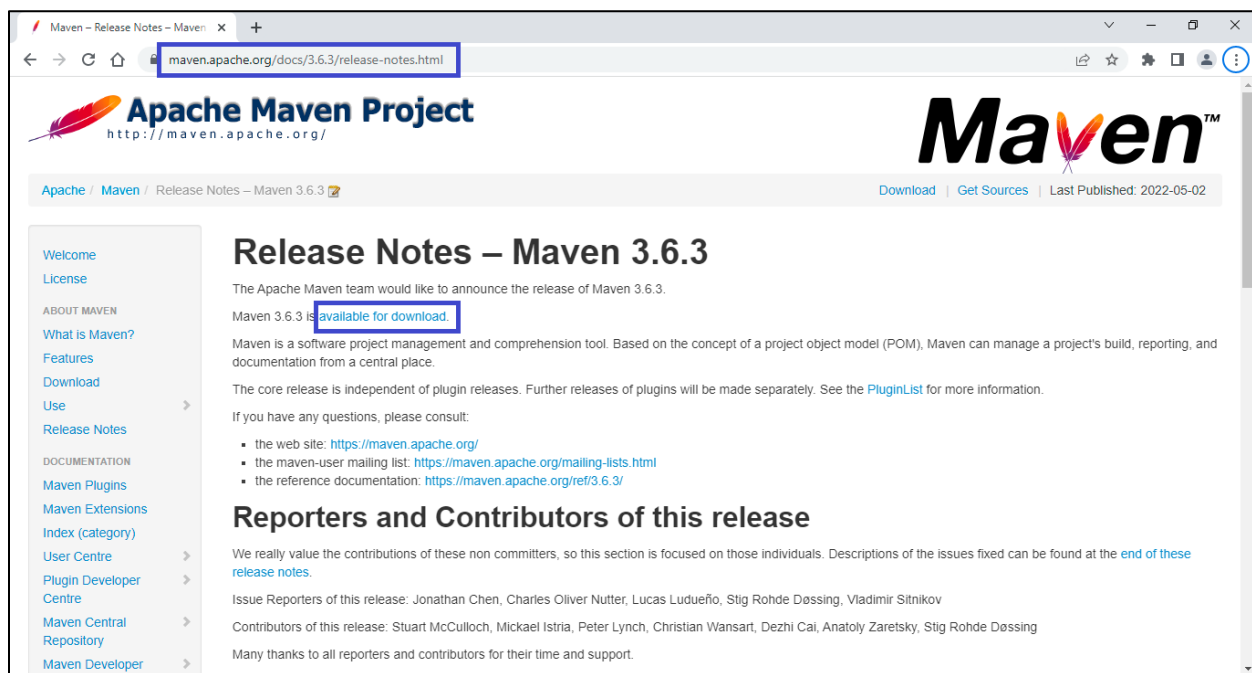 Maven – Release Notes – Maven
maven.apache.org/docs/3.6.3/release-notes.html
Apache Maven Project
http://maven.apache.org/
Maven™
Apache / Maven / Release Notes – Maven 3.6.3
Download | Get Sources | Last Published: 2022-05-02
Welcome
License
ABOUT MAVEN
What is Maven?
Features
Download
Use
Release Notes
DOCUMENTATION
Maven Plugins
Maven Extensions
Index (category)
User Centre
Plugin Developer
Centre
Maven Central
Repository
Maven Developer
Release Notes – Maven 3.6.3
The Apache Maven team would like to announce the release of Maven 3.6.3.
Maven 3.6.3 is available for download.
Maven is a software project management and comprehension tool. Based on the concept of a project object model (POM), Maven can manage a project's build, reporting, and
documentation from a central place.
The core release is independent of plugin releases. Further releases of plugins will be made separately. See the PluginList for more information.
If you have any questions, please consult:
the web site: https://maven.apache.org/
the maven-user mailing list: https://maven.apache.org/mailing-lists.html
the reference documentation: https://maven.apache.org/ref/3.6.3/
Reporters and Contributors of this release
We really value the contributions of these non committers, so this section is focused on those individuals. Descriptions of the issues fixed can be found at the end of these
release notes.
Issue Reporters of this release: Jonathan Chen, Charles Oliver Nutter, Lucas Ludueño, Stig Rohde Døssing, Vladimir Sitnikov
Contributors of this release: Stuart McCulloch, Mickael Istria, Peter Lynch, Christian Wansart, Dezhi Cai, Anatoly Zaretsky, Stig Rohde Døssing
Many thanks to all reporters and contributors for their time and support.